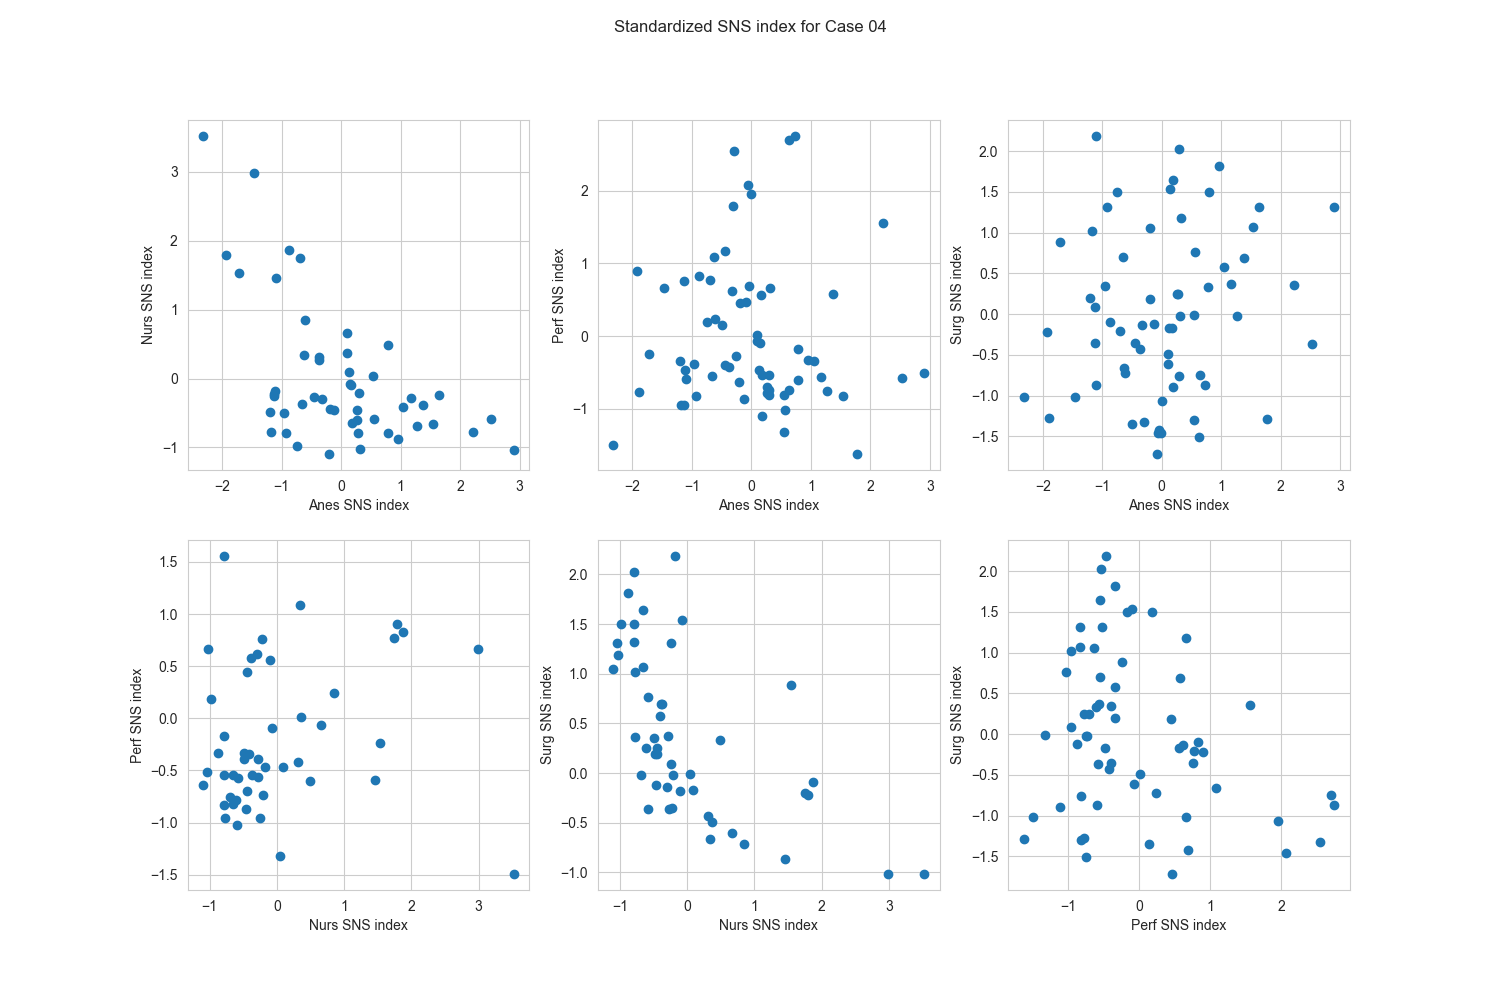 Standardized SNS index for Case 04
3
2
1
0
−1
−2 −1 0 1 2 3
Nurs SNS index
Anes SNS index
2
1
0
−1
−2 −1 0 1 2 3
Perf SNS index
Anes SNS index
2.0
1.5
1.0
0.5
0.0
−0.5
−1.0
−1.5
−2 −1 0 1 2 3
Surg SNS index
Anes SNS index
1.5
1.0
0.5
0.0
−0.5
−1.0
−1.5
−1 0 1 2 3
Perf SNS index
Nurs SNS index
2.0
1.5
1.0
0.5
0.0
−0.5
−1.0
−1 0 1 2 3
Surg SNS index
Nurs SNS index
2.0
1.5
1.0
0.5
0.0
−0.5
−1.0
−1.5
−1 0 1 2
Surg SNS index
Perf SNS index